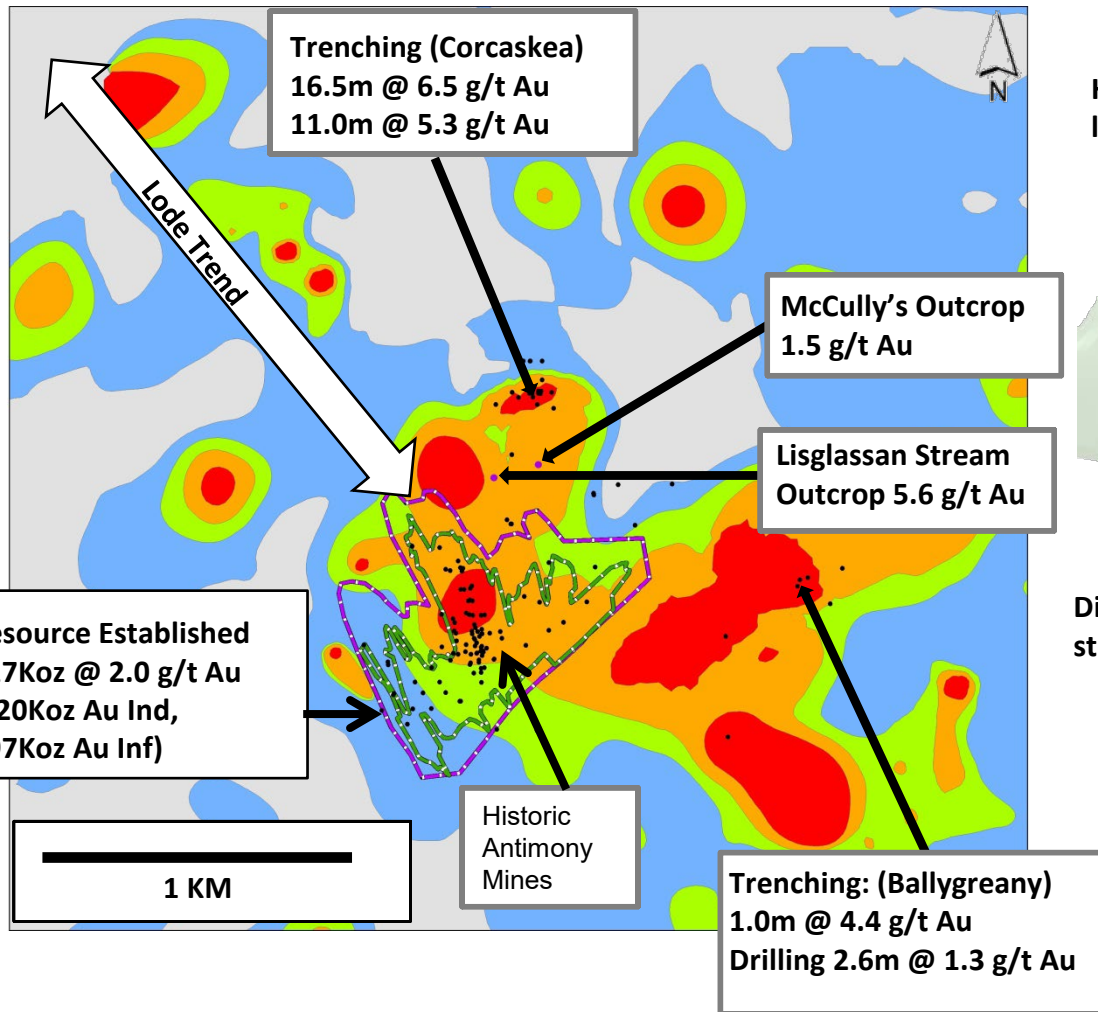 Trenching (Corcaskea)
16.5m @ 6.5 g/t Au
11.0m @ 5.3 g/t Au
N
Lode Trend
McCully’s Outcrop
1.5 g/t Au
Lisglassan Stream
Outcrop 5.6 g/t Au
esource Established
7Koz @ 2.0 g/t Au
20Koz Au Ind,
7Koz Au Inf)
Di
st
Historic
Antimony
Mines
1 KM
Trenching: (Ballygreany)
1.0m @ 4.4 g/t Au
Drilling 2.6m @ 1.3 g/t Au